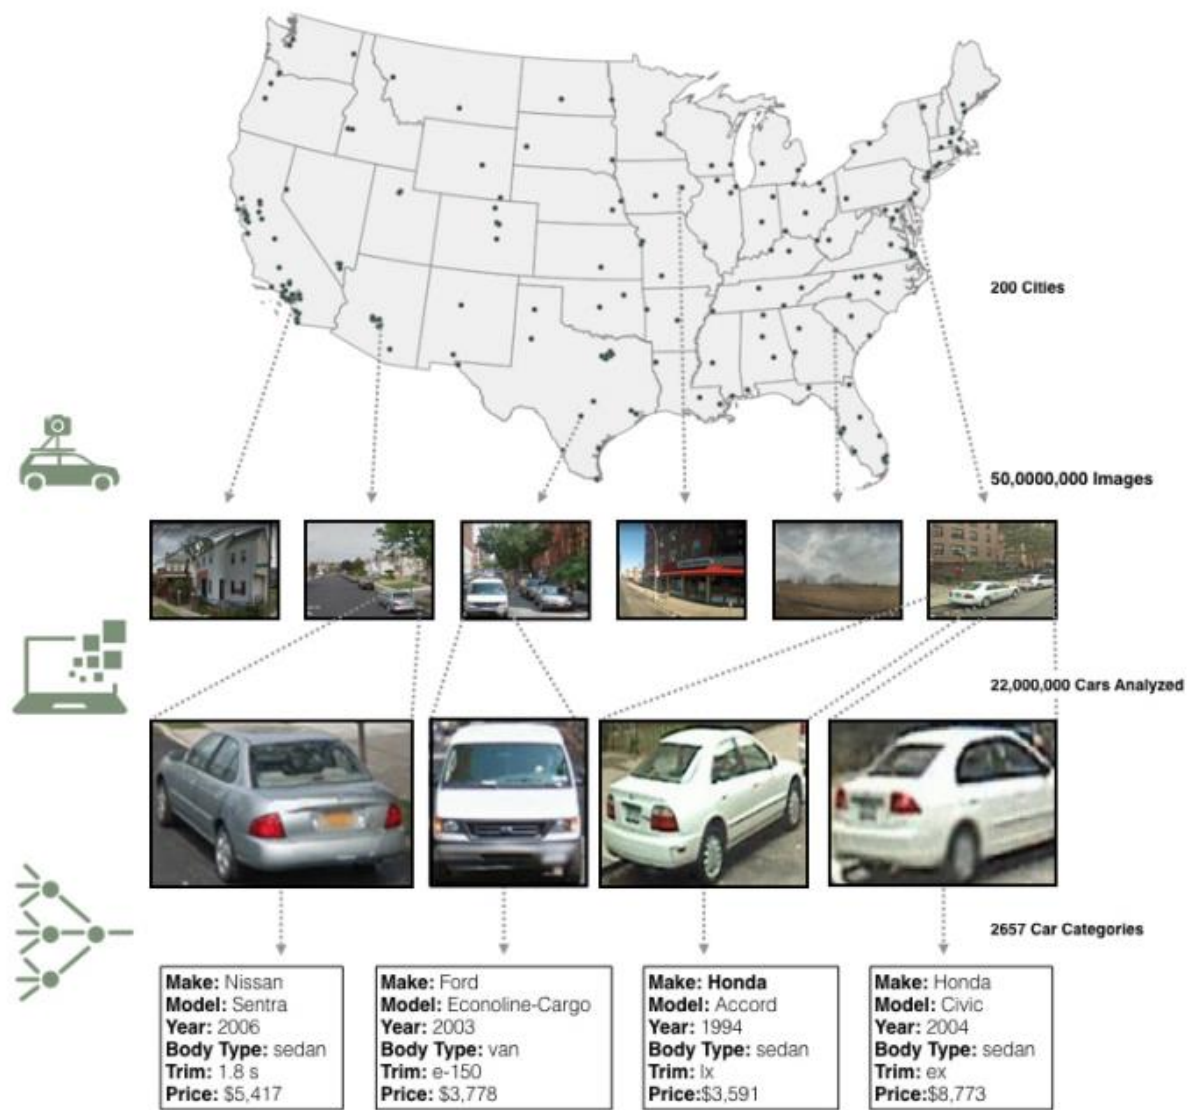 200 Cities
50,0000,000 Images
22,000,000 Cars Analyzed
2657 Car Categories
Make: Nissan
Model: Sentra
Year: 2006
Body Type: sedan
Trim: 1.8 s
Price: $5,417
Make: Ford
Model: Econoline-Cargo
Year: 2003
Body Type: van
Trim: e-150
Price: $3,778
Make: Honda
Model: Accord
Year: 1994
Body Type: sedan
Trim: lx
Price:$3,591
Make: Honda
Model: Civic
Year: 2004
Body Type: sedan
Trim: ex
Price:$8,773